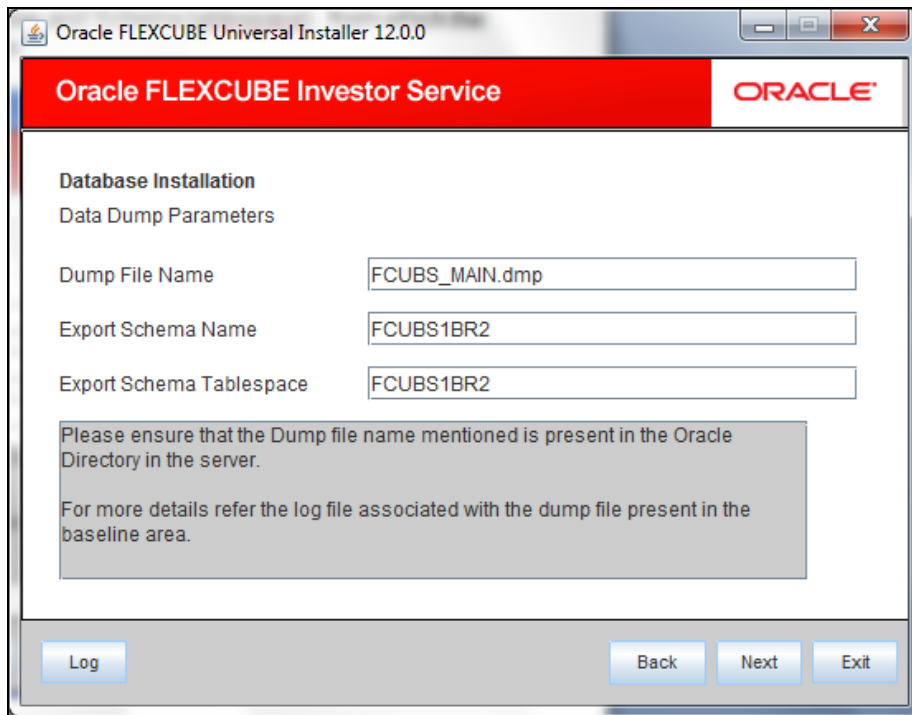 Oracle FLEXCUBE Universal Installer 12.0.0
Oracle FLEXCUBE Investor Service
ORACLE
Database Installation
Data Dump Parameters
Dump File Name FCUBS_MAIN.dmp
Export Schema Name FCUBS1BR2
Export Schema Tablespace FCUBS1BR2
Please ensure that the Dump file name mentioned is present in the Oracle
Directory in the server.
For more details refer the log file associated with the dump file present in the
baseline area.
Log Back Next Exit